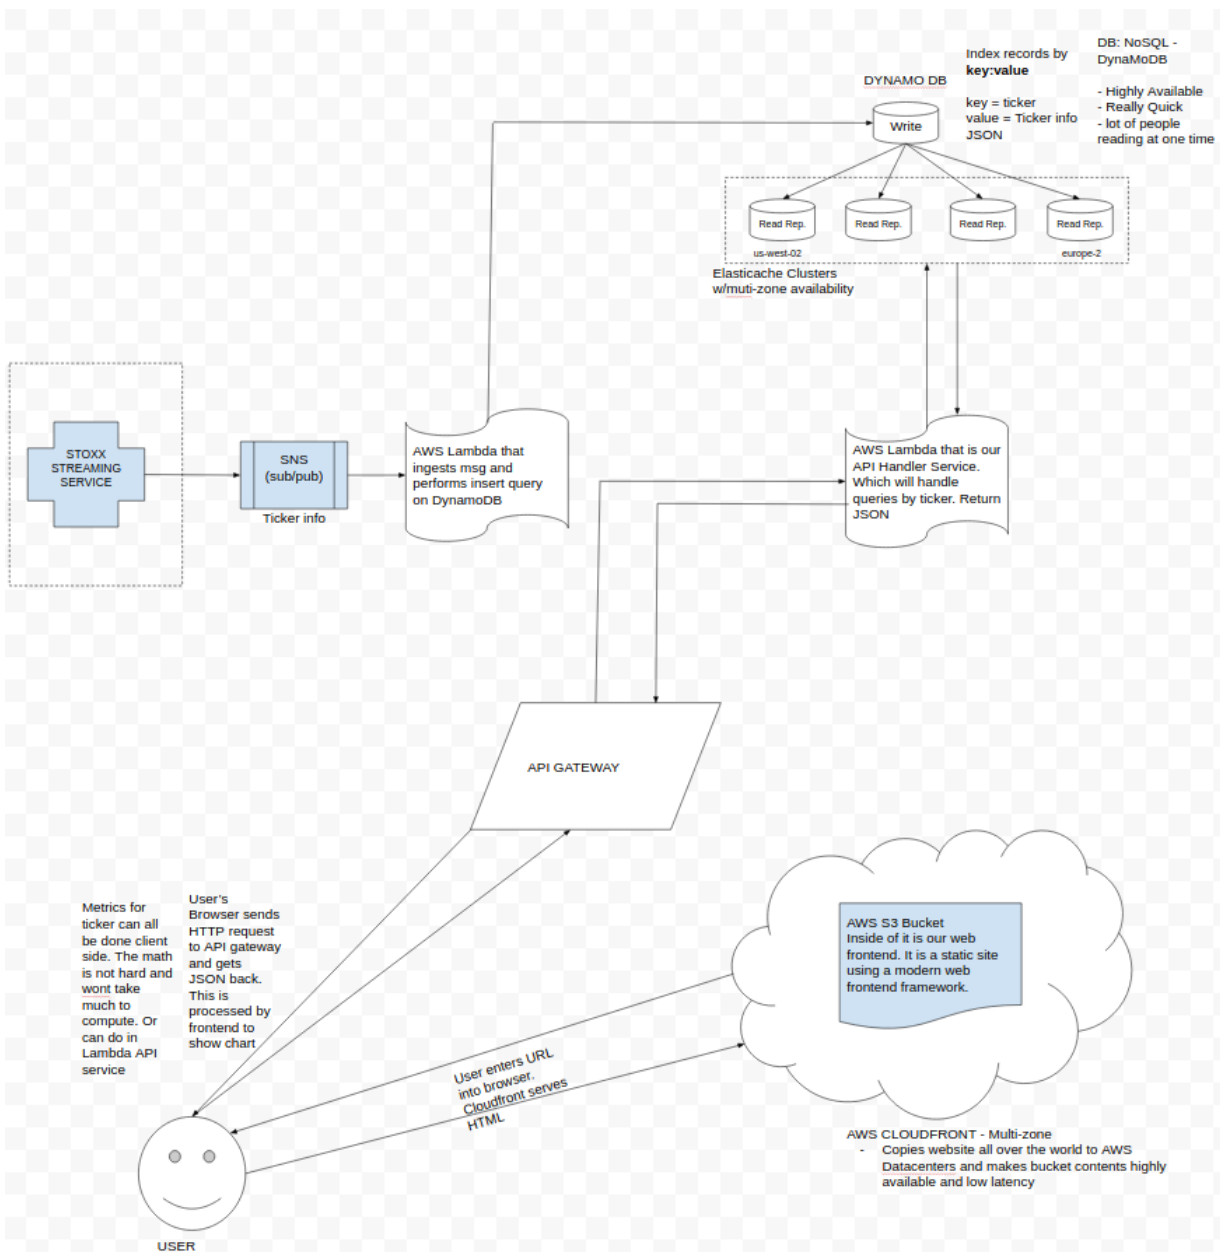 DB: NoSQL -
DynaMoDB
- Highly Available
- Really Quick
- lot of people
reading at one time
Index records by
key:value
key = ticker
value = Ticker info
JSON
DYNAMO DB
Write
Read Rep.
Read Rep.
Read Rep.
Read Rep.
us-west-02
europe-2
Elasticache Clusters
w/muti-zone availability
STOXX
STREAMING
SERVICE
SNS
(sub/pub)
Ticker info
AWS Lambda that
ingests msg and
performs insert query
on DynamoDB
AWS Lambda that is our
API Handler Service.
Which will handle
queries by ticker. Return
JSON
API GATEWAY
Metrics for
ticker can all
be done client
side. The math
is not hard and
wont take
much to
compute. Or
can do in
Lambda API
service
User's
Browser sends
HTTP request
to API gateway
and gets
JSON back.
This is
processed by
frontend to
show chart
AWS S3 Bucket
Inside of it is our web
frontend. It is a static site
using a modern web
frontend framework.
User enters URL
into browser.
Cloudfront serves
HTML
AWS CLOUDFRONT - Multi-zone
- Copies website all over the world to AWS
Datacenters and makes bucket contents highly
available and low latency
USER